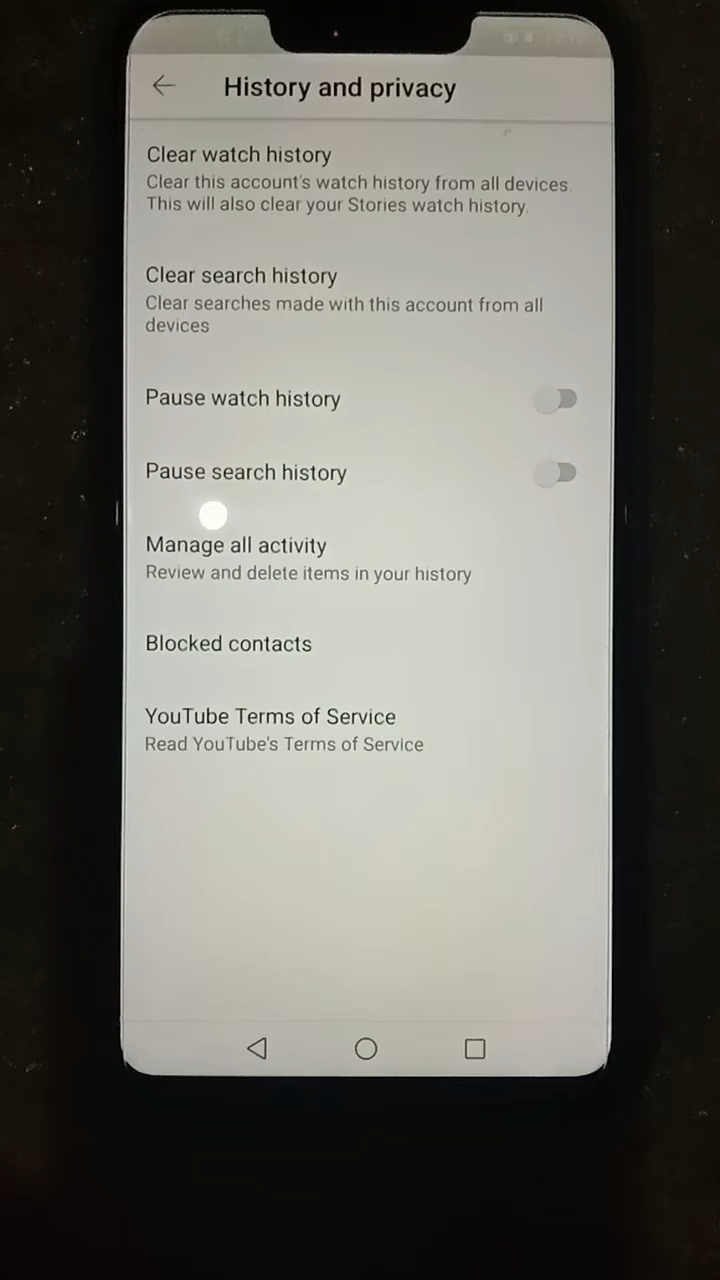 History and privacy
Clear watch history
Clear this account's watch history from all devices.
This will also clear your Stories watch history.
Clear search history
Clear searches made with this account from all
devices
Pause watch history
Pause search history
Manage all activity
Review and delete items in your history
Blocked contacts
YouTube Terms of Service
Read YouTube's Terms of Service